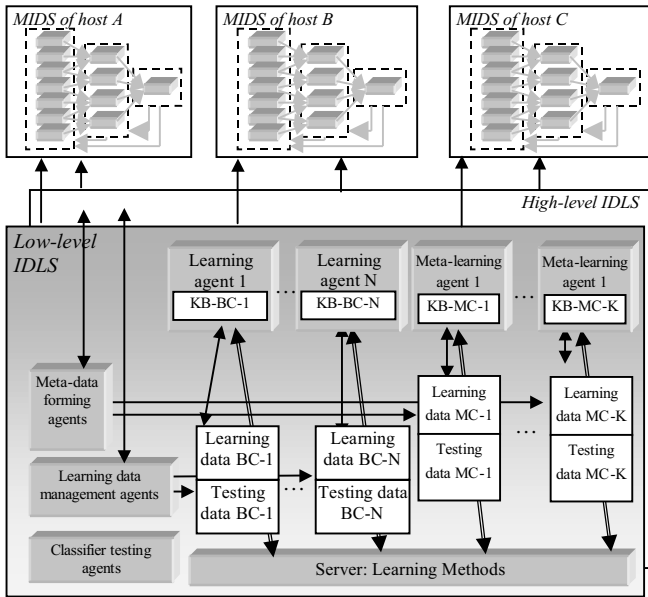 MIDS of host A
MIDS of host B
MIDS of host C
High-level IDLS
Low-level
IDLS
Learning
agent 1
KB-BC-1
...
Learning
agent N
KB-BC-N
Meta-learning
agent 1
KB-MC-1
...
Meta-learning
agent 1
KB-MC-K
Meta-data
forming
agents
Learning
data MC-1
Testing
data MC-1
...
Learning
data MC-K
Testing
data MC-K
Learning data
management agents
Learning
data BC-1
Testing
data BC-1
...
Learning
data BC-N
Testing data
BC-N
Classifier testing
agents
Server: Learning Methods